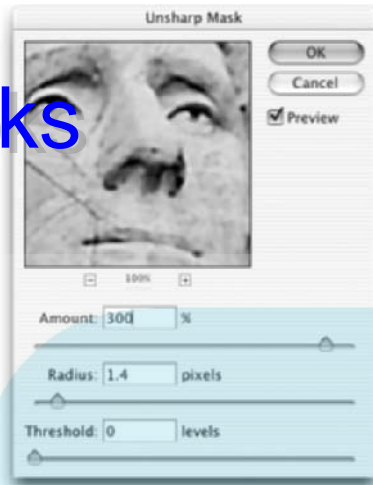 Unsharp Mask
OK
Cancel
Preview
ks
100%
Amount: 300 %
Radius: 1.4 pixels
Threshold: 0 levels